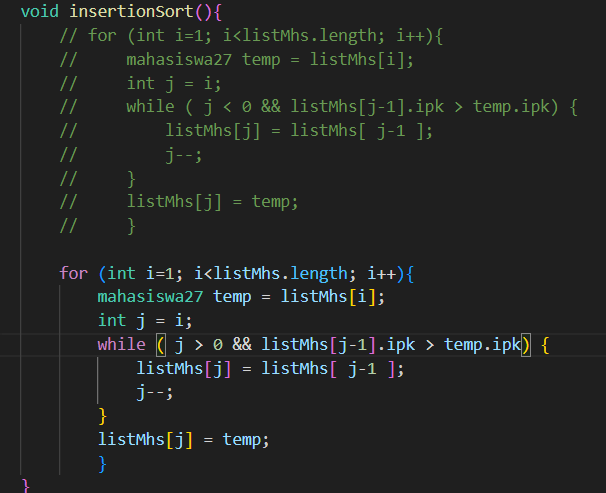 void insertionSort(){
// for (int i=1; i<listMhs.length; i++){
//     mahasiswa27 temp = listMhs[i];
//     int j = i;
//     while ( j < 0 && listMhs[j-1].ipk > temp.ipk) {
//         listMhs[j] = listMhs[ j-1 ];
//         j--;
//     }
//     listMhs[j] = temp;
//     }
for (int i=1; i<listMhs.length; i++){
mahasiswa27 temp = listMhs[i];
int j = i;
while ( j > 0 && listMhs[j-1].ipk > temp.ipk) {
listMhs[j] = listMhs[ j-1 ];
j--;
}
listMhs[j] = temp;
}
}